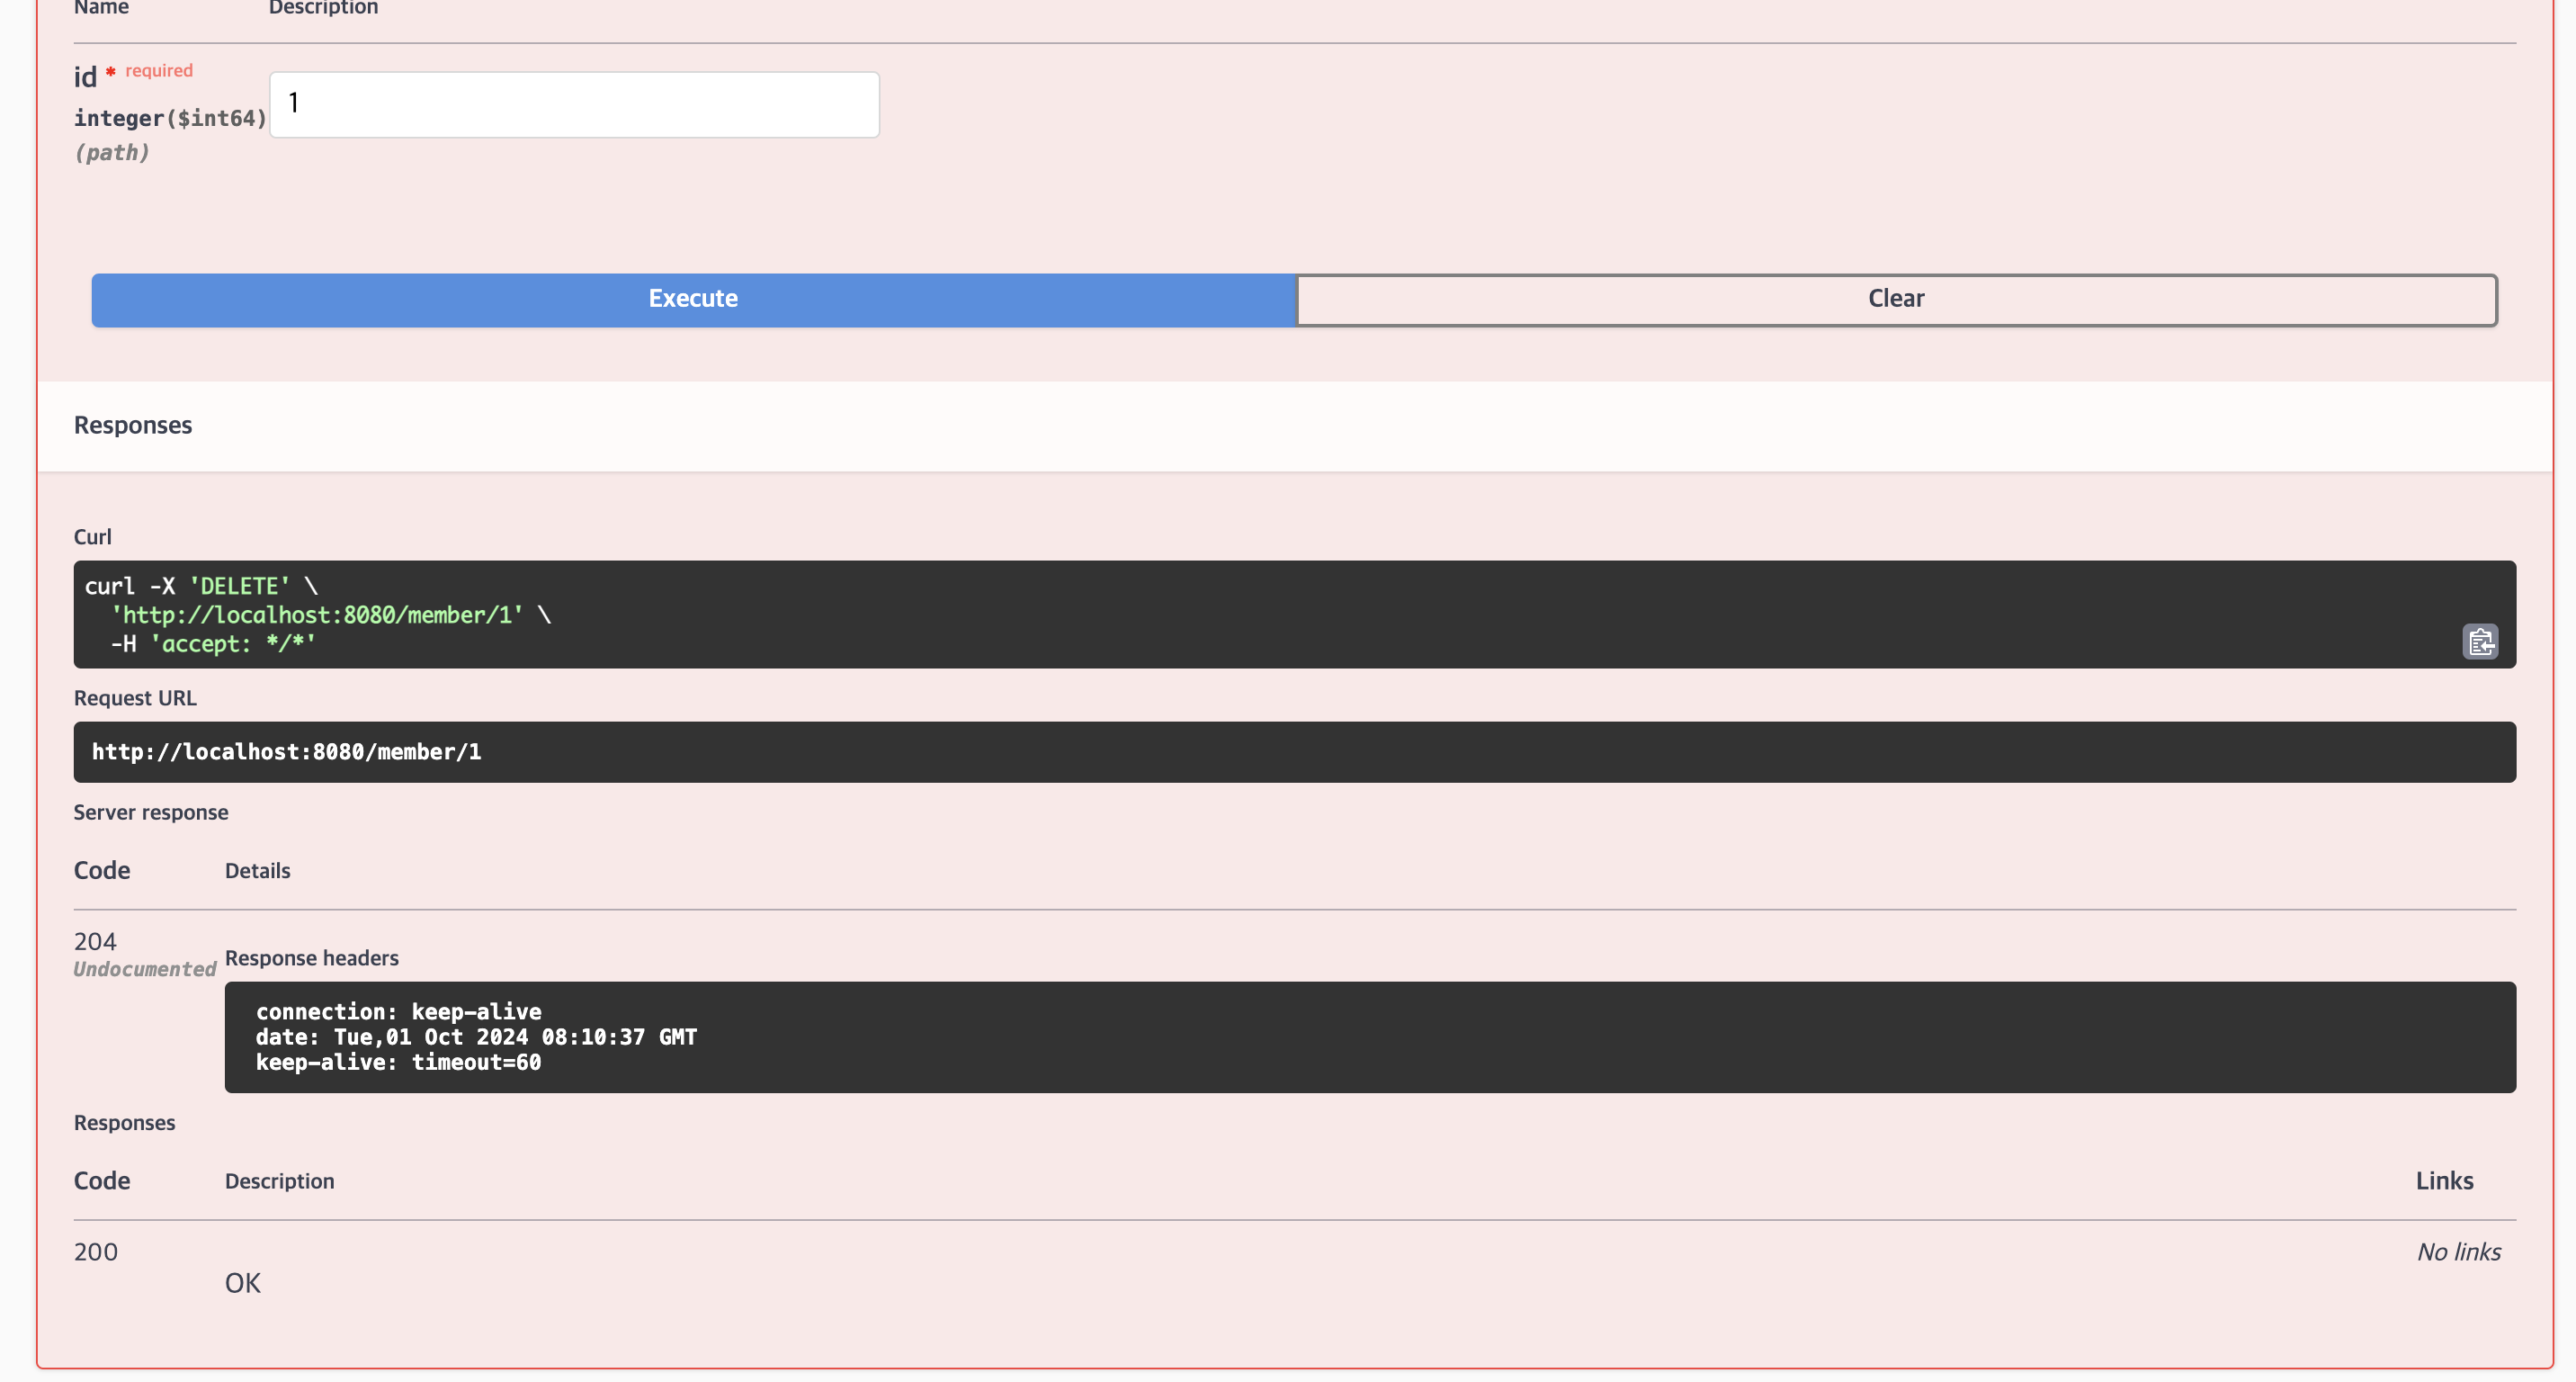 Name Description
id * required
integer($int64)
(path)
1
Execute Clear
Responses
Curl
curl -X 'DELETE' \
'http://localhost:8080/member/1' \
-H 'accept: */*'
Request URL
http://localhost:8080/member/1
Server response
Code Details
204
Undocumented
Response headers
connection: keep-alive
date: Tue,01 Oct 2024 08:10:37 GMT
keep-alive: timeout=60
Responses
Code Description Links
200 No links
OK